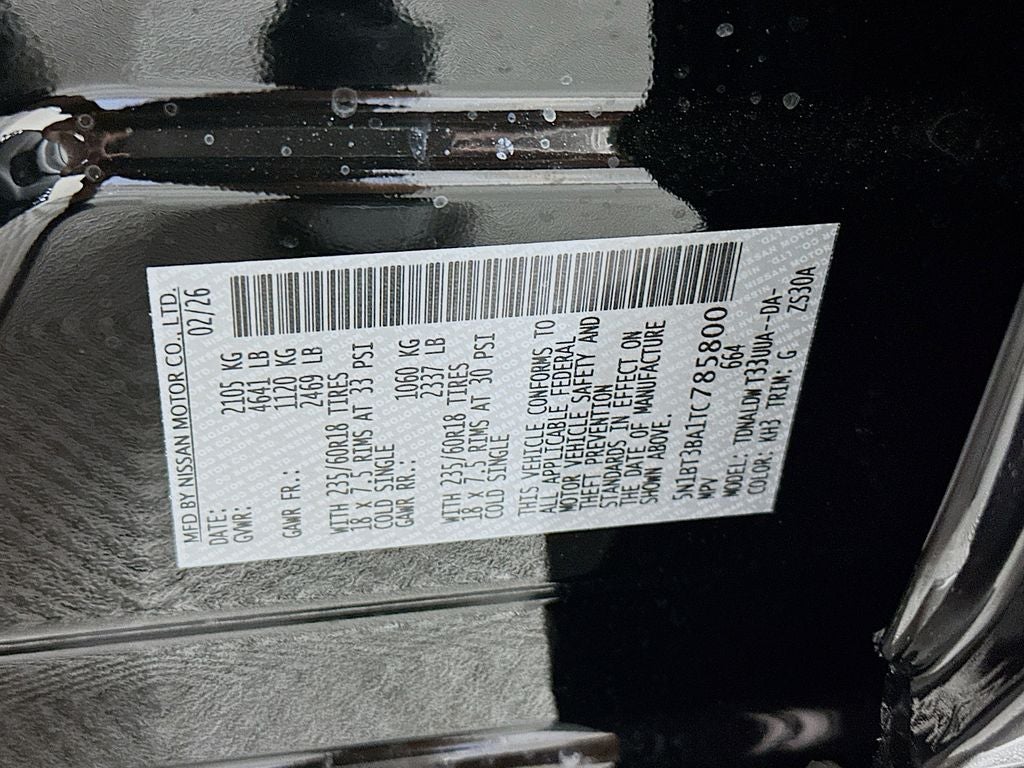 MFD BY NISSAN MOTOR CO., LTD.
DATE: 02/26
GVWR: 2105 KG
4641 LB
GAWR FR.: 1120 KG
2469 LB
WITH 235/60R18 TIRES
18 X 7.5 RIMS AT 33 PSI
COLD SINGLE
GAWR RR.: 1060 KG
2337 LB
WITH 235/60R18 TIRES
18 X 7.5 RIMS AT 30 PSI
COLD SINGLE
THIS VEHICLE CONFORMS TO
ALL APPLICABLE FEDERAL
MOTOR VEHICLE SAFETY AND
THEFT PREVENTION
STANDARDS IN EFFECT ON
THE DATE OF MANUFACTURE
SHOWN ABOVE.
5N1BT3BA1TC785800
MPV 664
MODEL: TONALDWT33UUA--DA-
COLOR: KH3 TRIM: G ZS30A